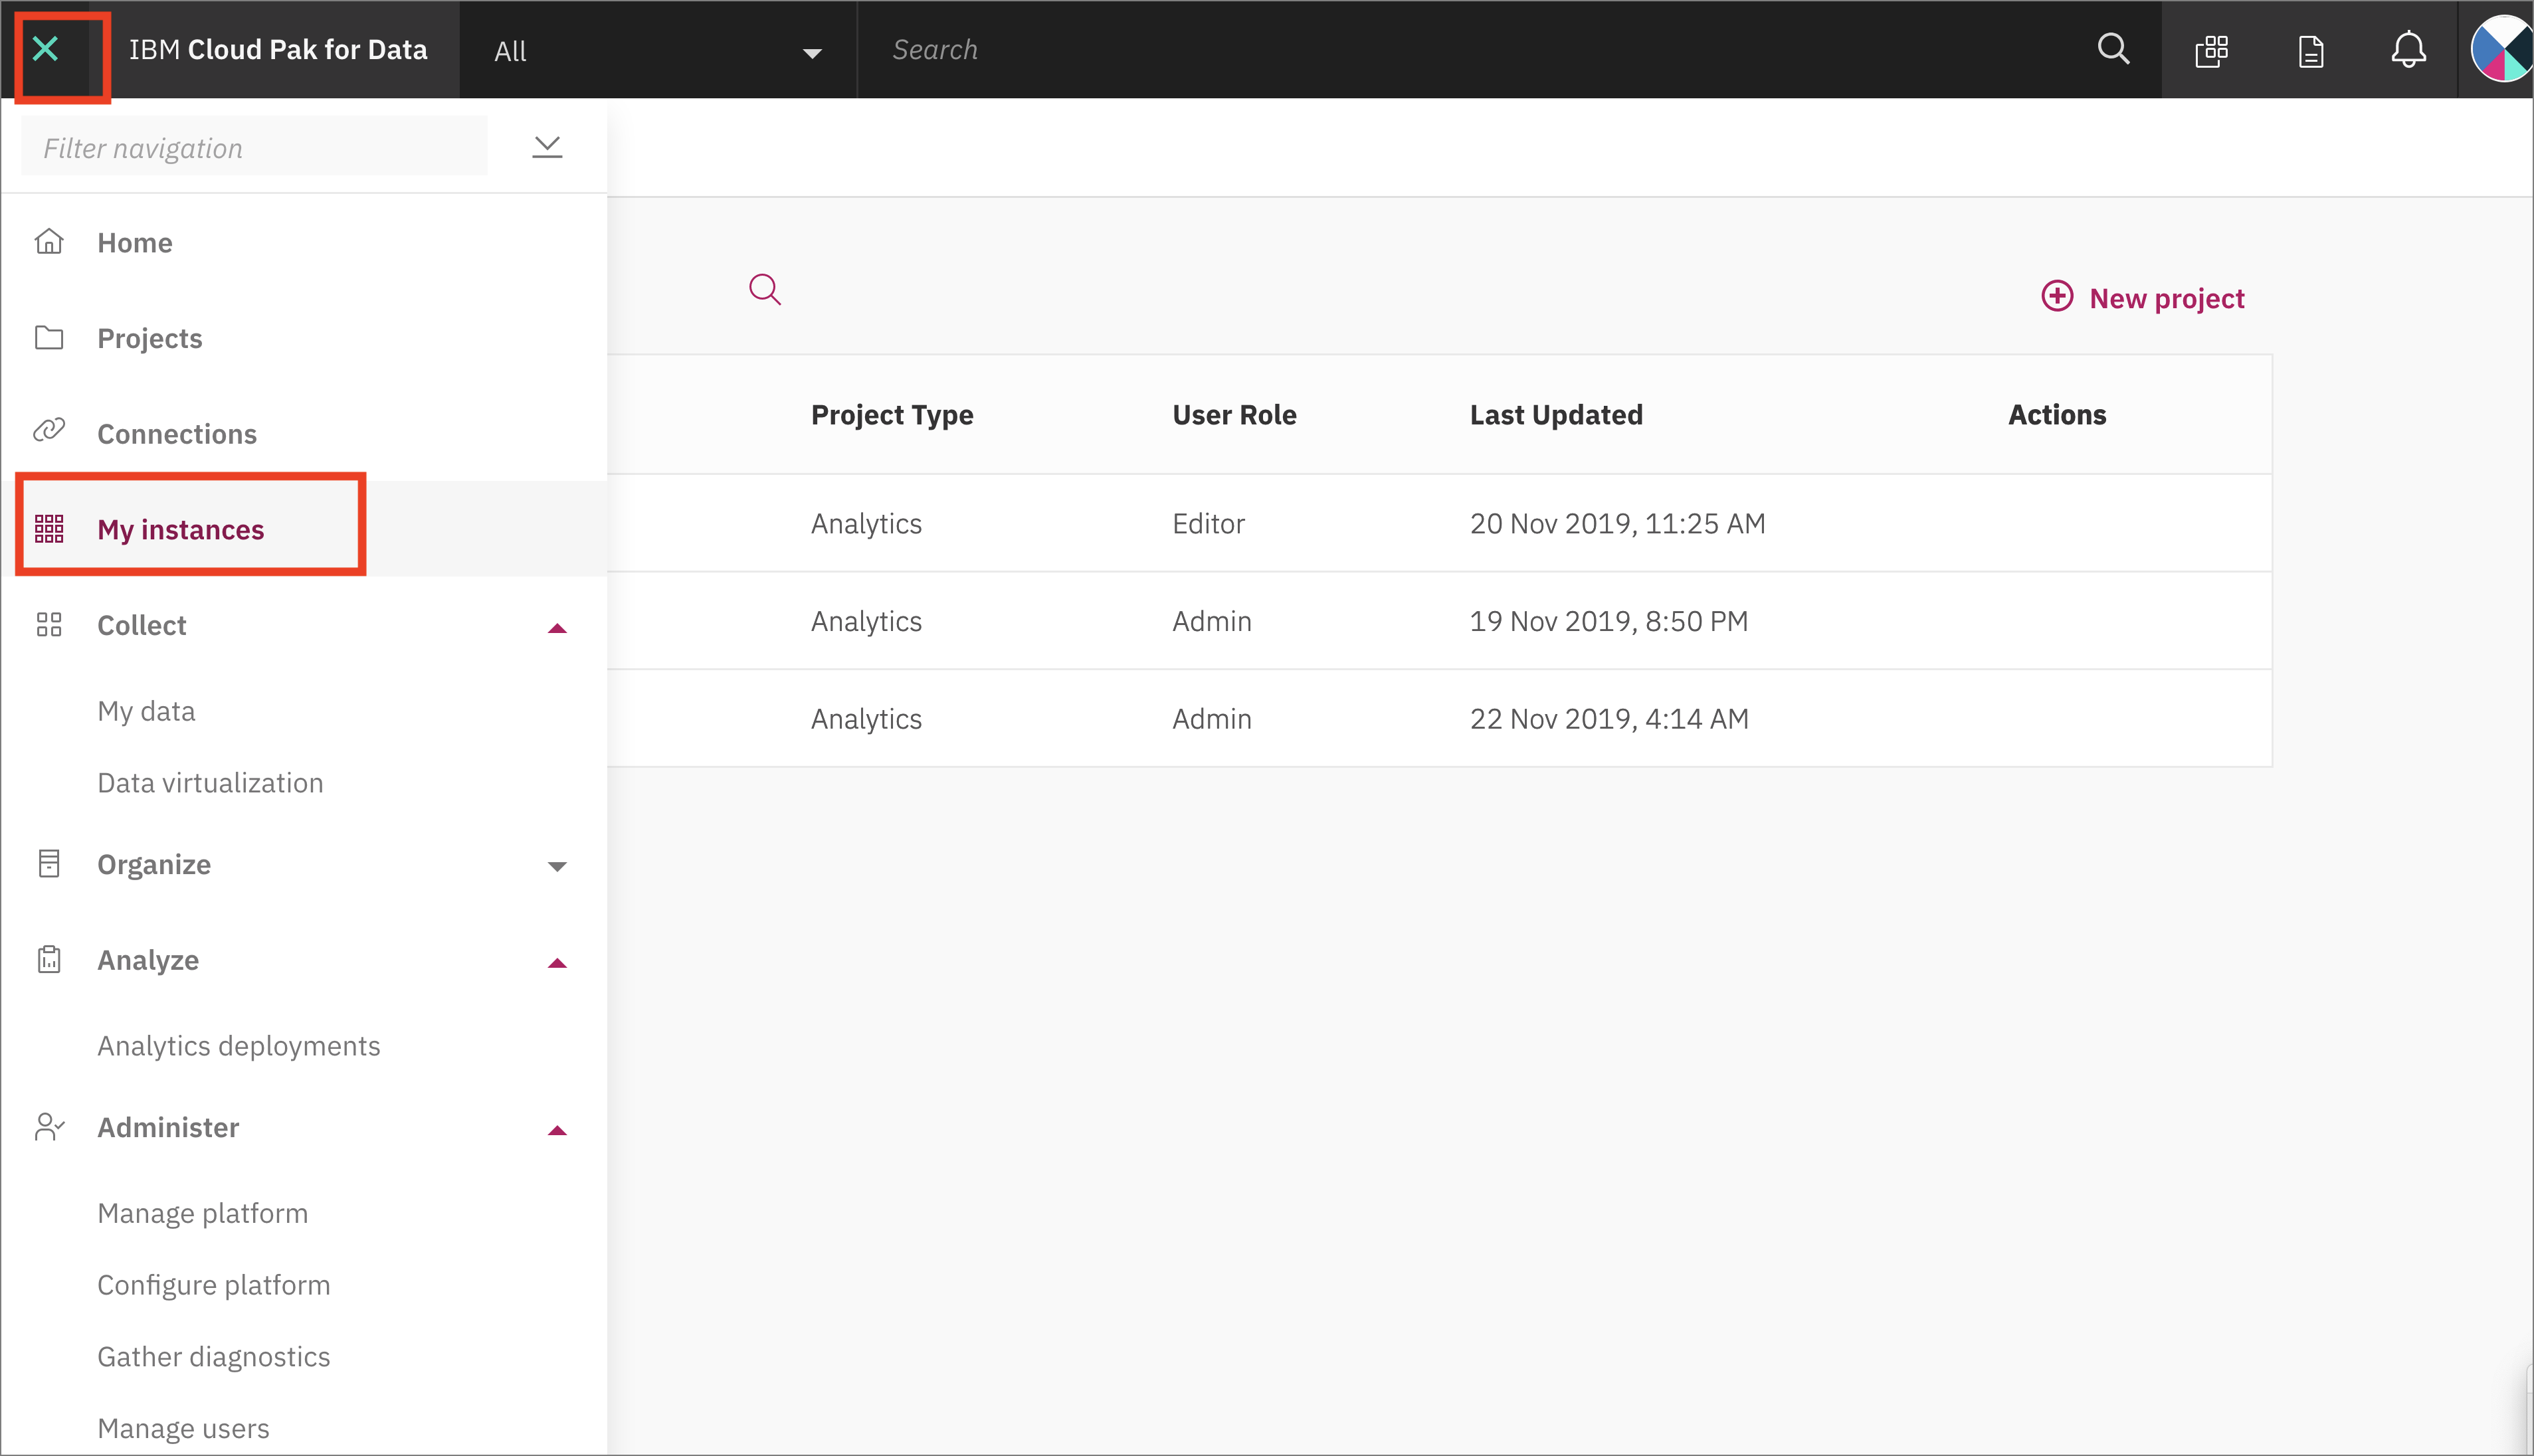 IBM Cloud Pak for Data
All
Search
Filter navigation
Home
Projects
Connections
My instances
Collect
My data
Data virtualization
Organize
Analyze
Analytics deployments
Administer
Manage platform
Configure platform
Gather diagnostics
Manage users
New project
Project Type User Role Last Updated Actions
Analytics Editor 20 Nov 2019, 11:25 AM
Analytics Admin 19 Nov 2019, 8:50 PM
Analytics Admin 22 Nov 2019, 4:14 AM